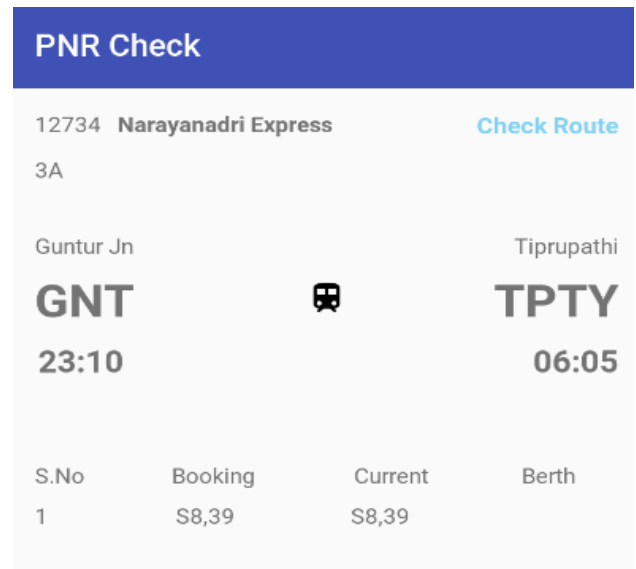 PNR Check
12734 Narayanadri Express Check Route
3A
Guntur Jn Tiprupathi
GNT TPTY
23:10 06:05
S.No Booking Current Berth
1 S8,39 S8,39